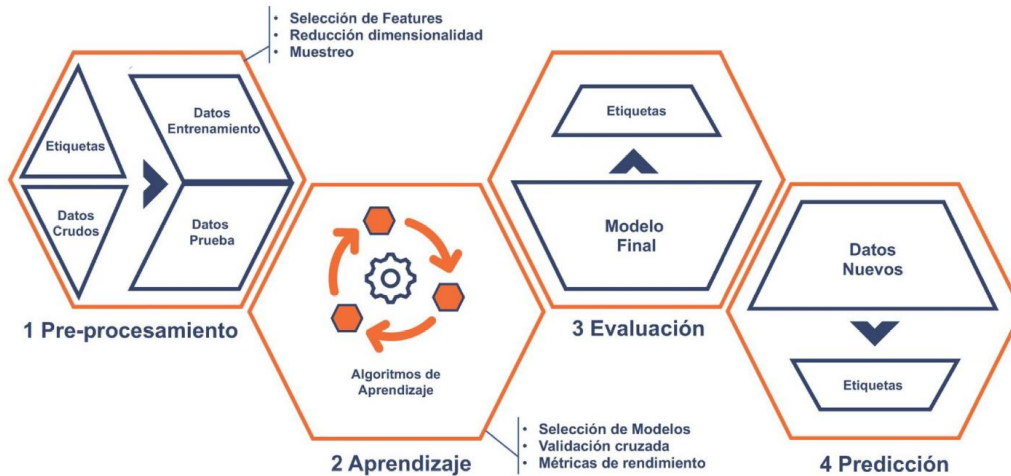 • Selección de Features
• Reducción dimensionalidad
• Muestreo
Etiquetas
Datos
Crudos
Datos
Entrenamiento
Datos
Prueba
1 Pre-procesamiento
Algoritmos de
Aprendizaje
2 Aprendizaje
• Selección de Modelos
• Validación cruzada
• Métricas de rendimiento
Etiquetas
Modelo
Final
3 Evaluación
Datos
Nuevos
Etiquetas
4 Predicción